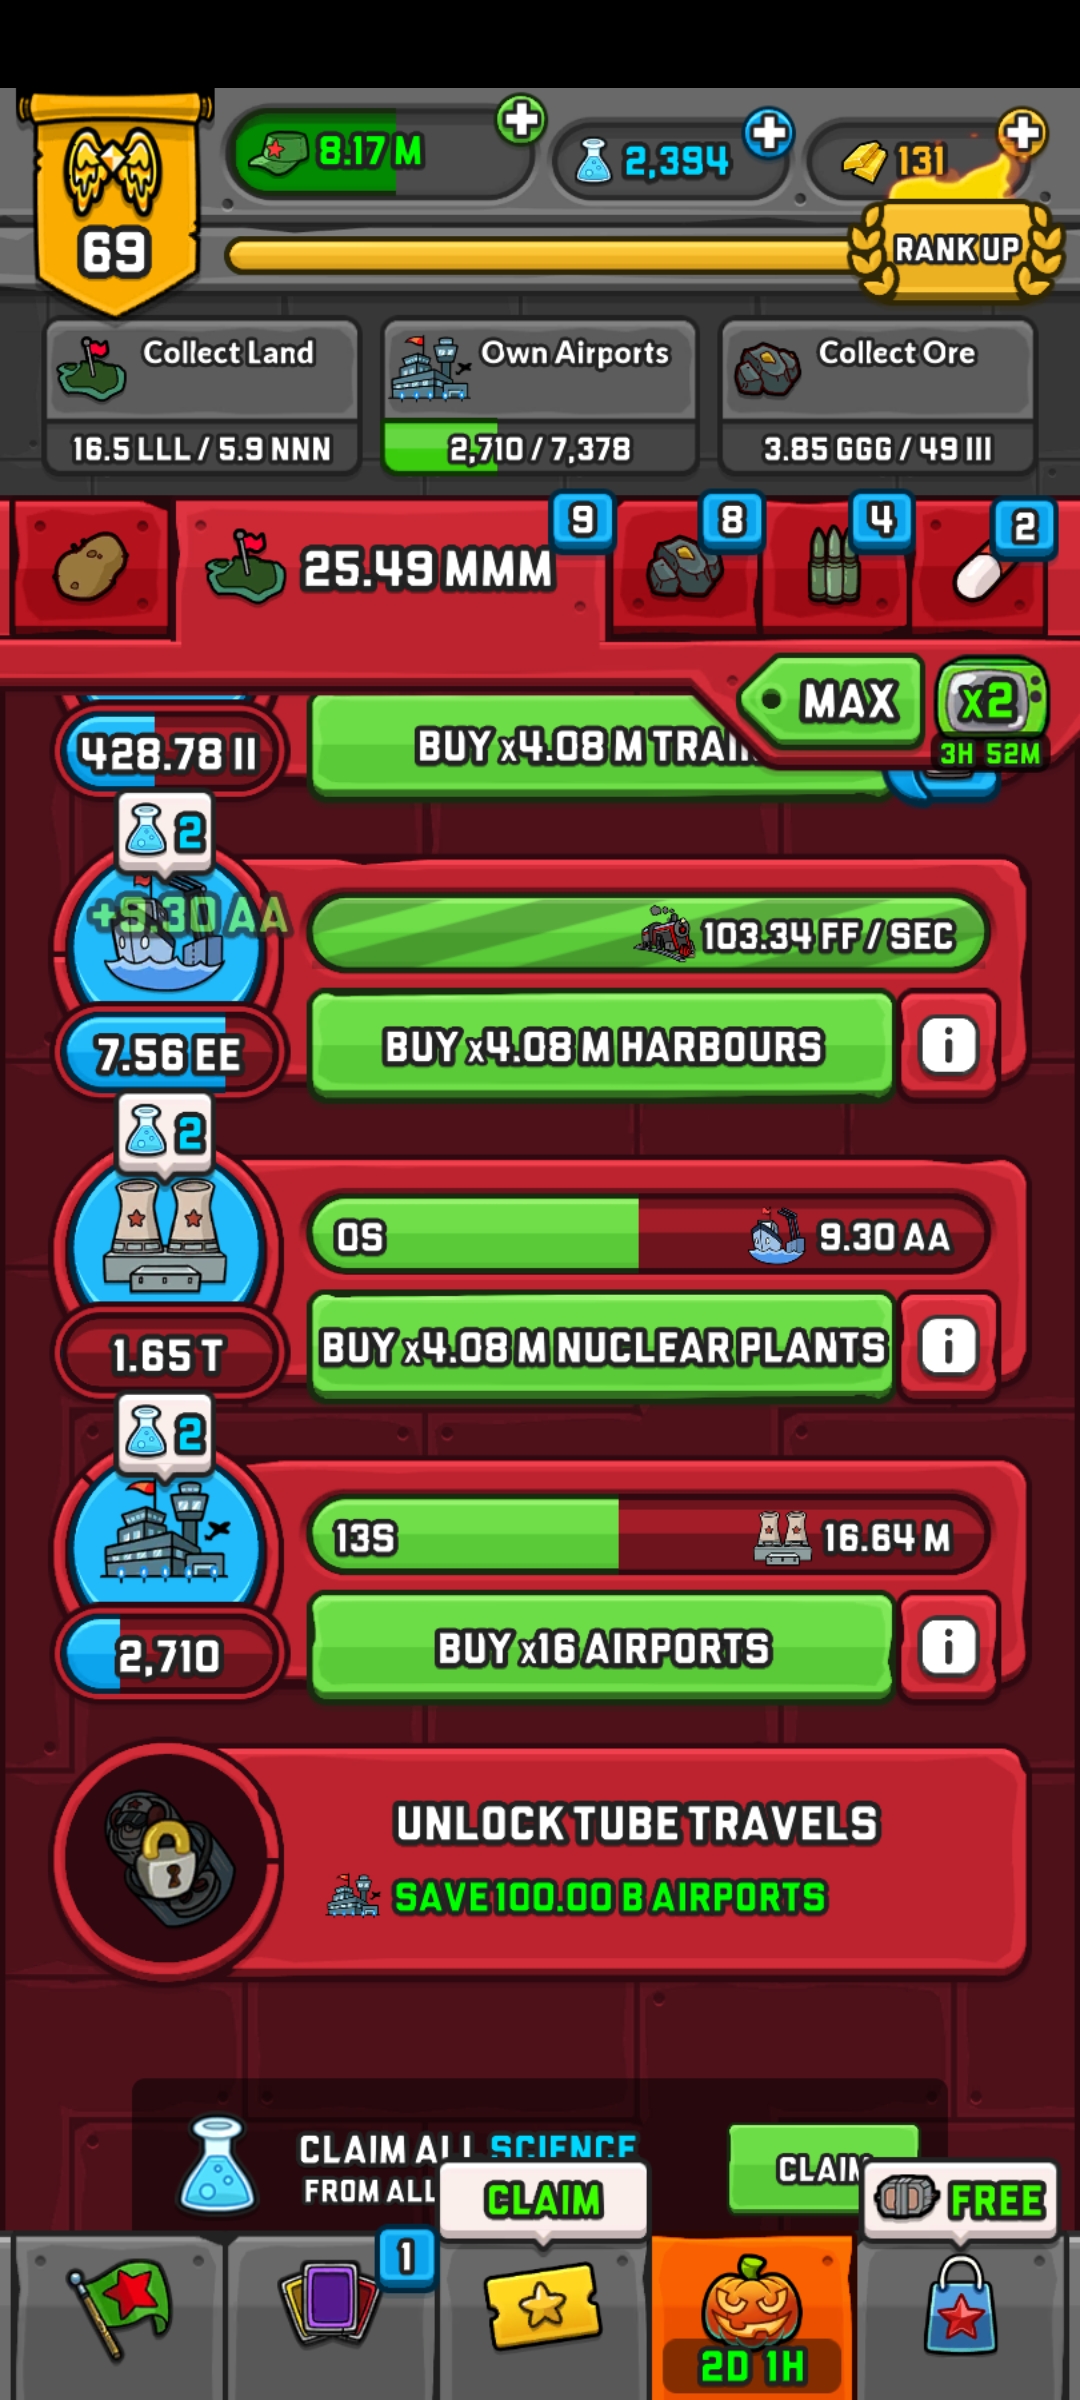 8.17 M
2,394
131
69
RANK UP
Collect Land
Own Airports
Collect Ore
16.5 LLL / 5.9 NNN
2,710 / 7,378
3.85 GGG / 49 III
25.49 MMM
9
8
4
2
MAX
x2
3H 52M
428.78 II
BUY x4.08 M
2
+9.30 AA
103.34 FF / SEC
7.56 EE
BUY x4.08 M HARBOURS
i
2
0S
9.30 AA
1.65 T
BUY x4.08 M NUCLEAR PLANTS
i
2
13S
16.64 M
2,710
BUY x16 AIRPORTS
i
UNLOCK TUBE TRAVELS
SAVE 100.00 B AIRPORTS
CLAIM ALL SCIENCE
FROM ALL
CLAIM
CLAIM
FREE
1
2D 1H